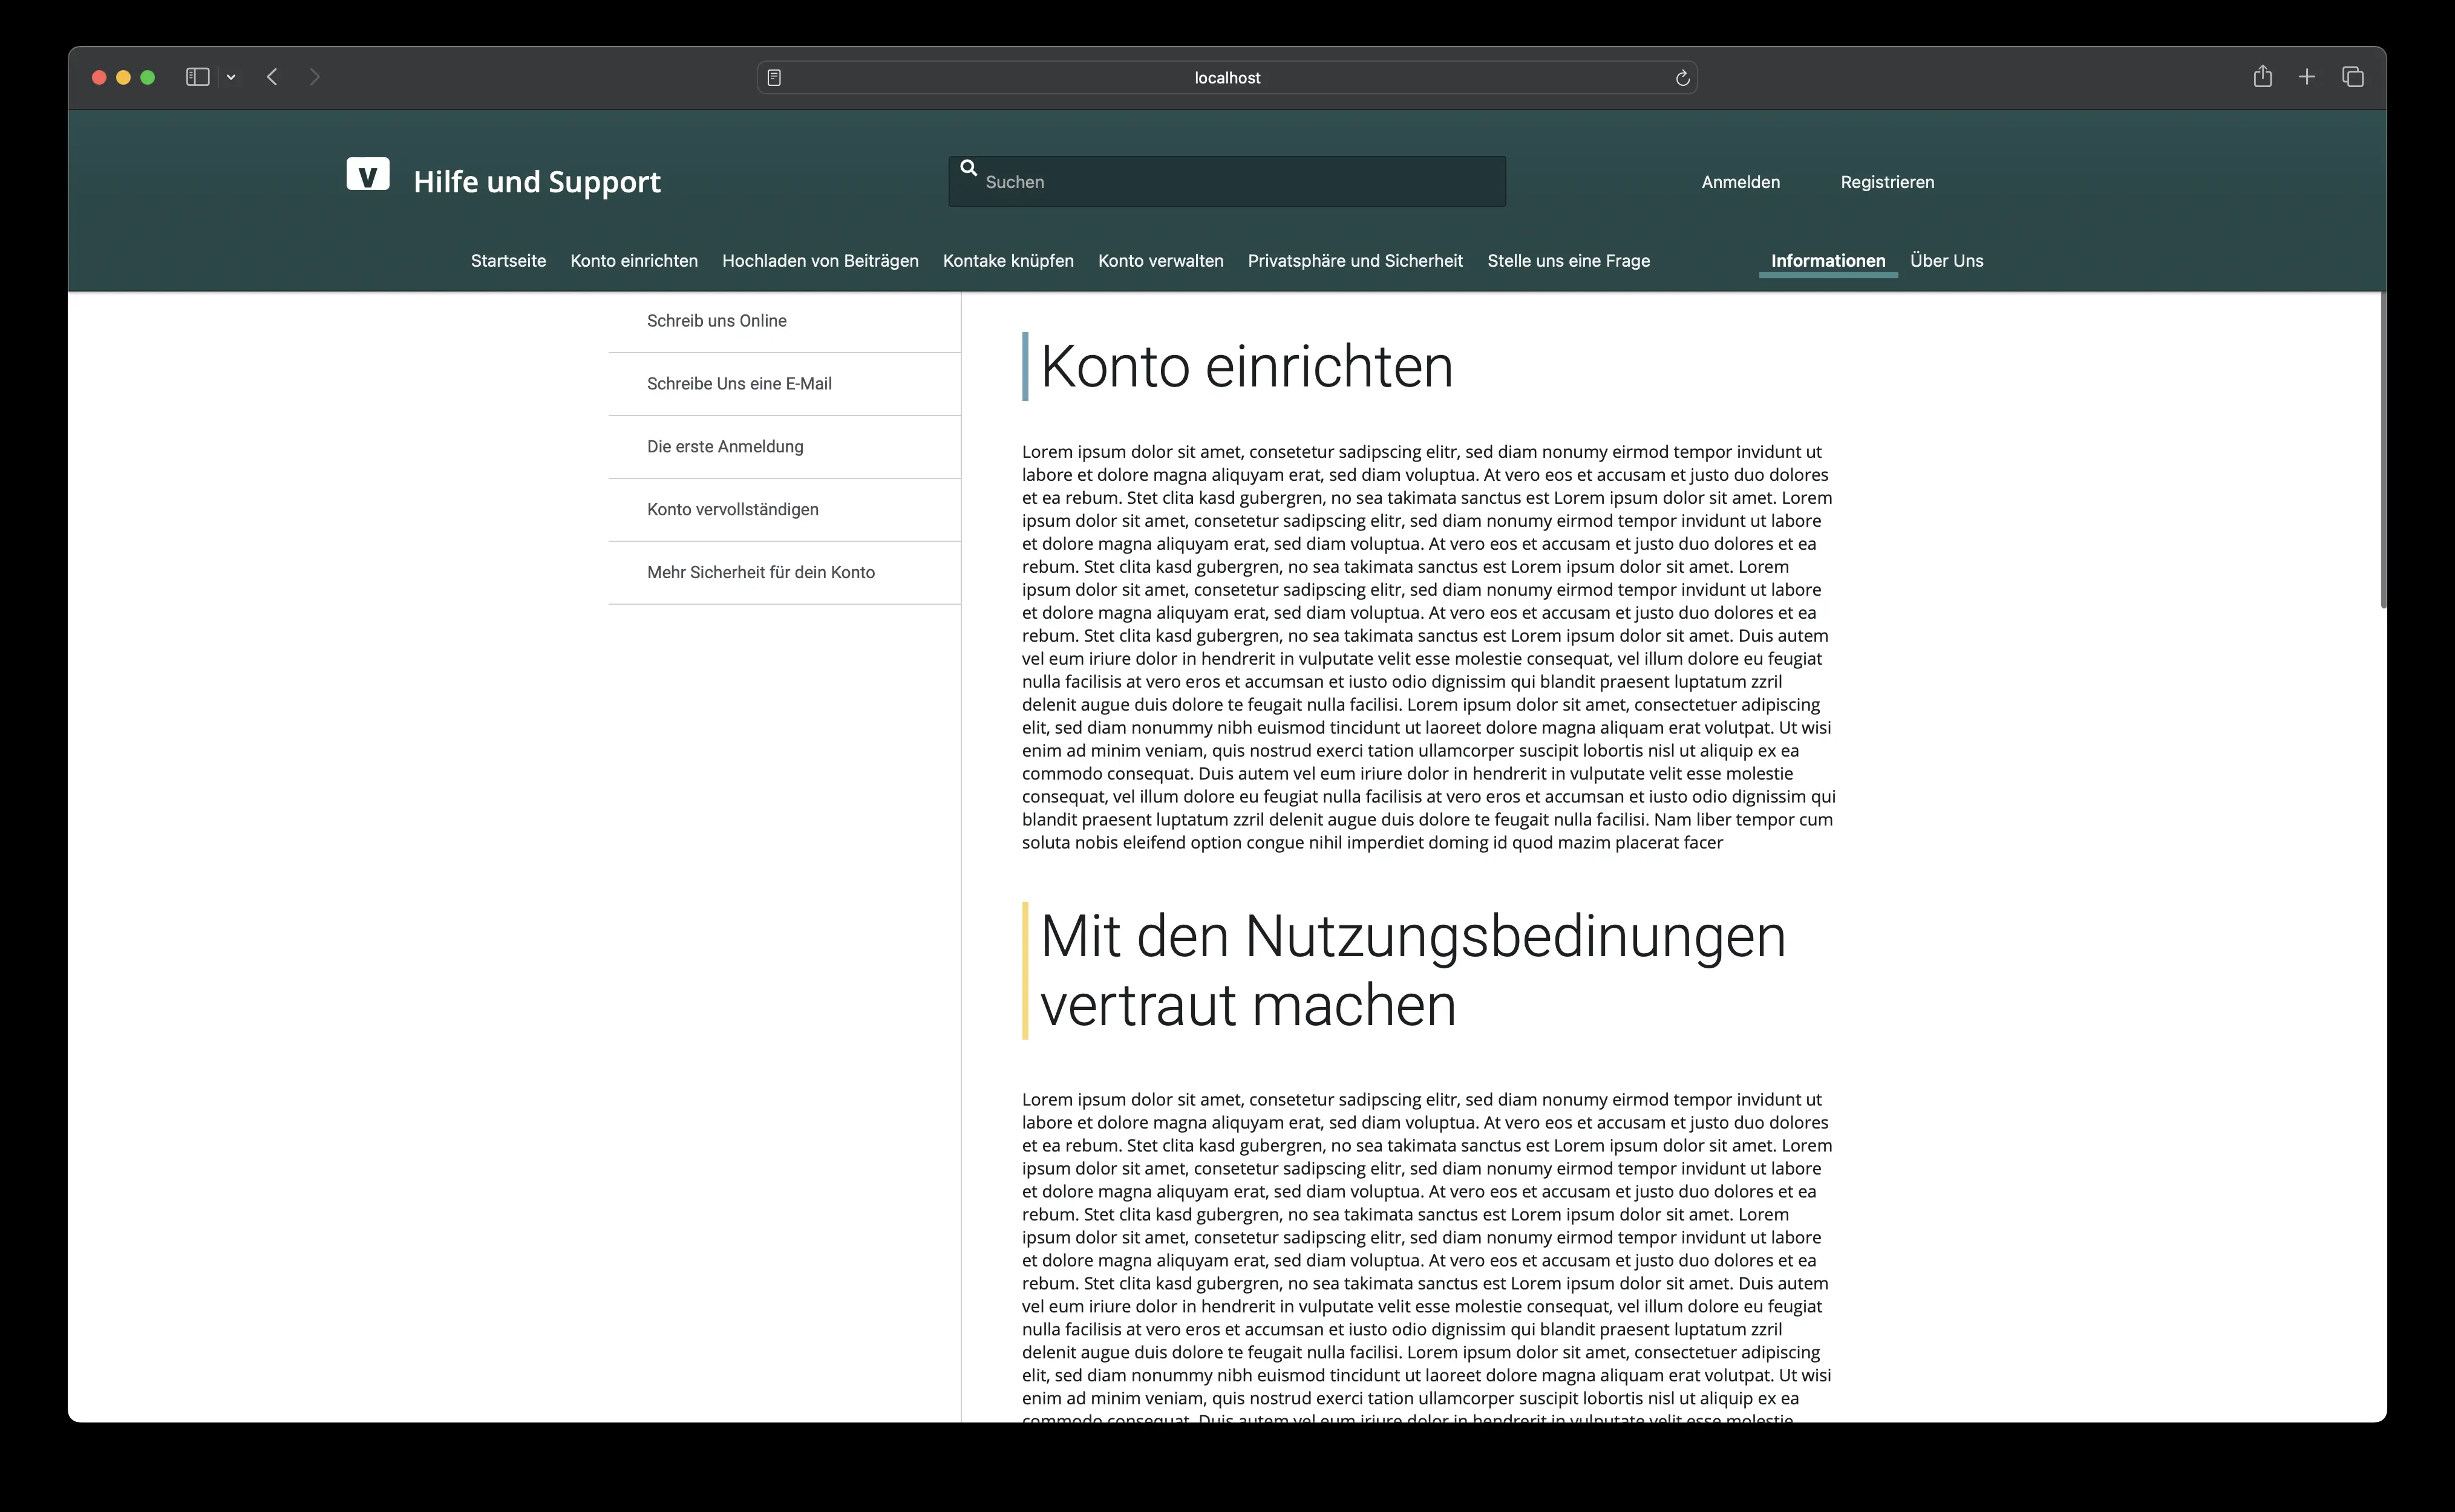 localhost
V
Hilfe und Support
Suchen
Anmelden
Registrieren
Startseite
Konto einrichten
Hochladen von Beiträgen
Kontake knüpfen
Konto verwalten
Privatsphäre und Sicherheit
Stelle uns eine Frage
Informationen
Über Uns
Schreib uns Online
Schreibe Uns eine E-Mail
Die erste Anmeldung
Konto vervollständigen
Mehr Sicherheit für dein Konto
Konto einrichten
Lorem ipsum dolor sit amet, consetetur sadipscing elitr, sed diam nonumy eirmod tempor invidunt ut
labore et dolore magna aliquyam erat, sed diam voluptua. At vero eos et accusam et justo duo dolores
et ea rebum. Stet clita kasd gubergren, no sea takimata sanctus est Lorem ipsum dolor sit amet. Lorem
ipsum dolor sit amet, consetetur sadipscing elitr, sed diam nonumy eirmod tempor invidunt ut labore
et dolore magna aliquyam erat, sed diam voluptua. At vero eos et accusam et justo duo dolores et ea
rebum. Stet clita kasd gubergren, no sea takimata sanctus est Lorem ipsum dolor sit amet. Lorem
ipsum dolor sit amet, consetetur sadipscing elitr, sed diam nonumy eirmod tempor invidunt ut labore
et dolore magna aliquyam erat, sed diam voluptua. At vero eos et accusam et justo duo dolores et ea
rebum. Stet clita kasd gubergren, no sea takimata sanctus est Lorem ipsum dolor sit amet. Duis autem
vel eum iriure dolor in hendrerit in vulputate velit esse molestie consequat, vel illum dolore eu feugiat
nulla facilisis at vero eros et accumsan et iusto odio dignissim qui blandit praesent luptatum zzril
delenit augue duis dolore te feugait nulla facilisi. Lorem ipsum dolor sit amet, consectetuer adipiscing
elit, sed diam nonummy nibh euismod tincidunt ut laoreet dolore magna aliquam erat volutpat. Ut wisi
enim ad minim veniam, quis nostrud exerci tation ullamcorper suscipit lobortis nisl ut aliquip ex ea
commodo consequat. Duis autem vel eum iriure dolor in hendrerit in vulputate velit esse molestie
consequat, vel illum dolore eu feugiat nulla facilisis at vero eros et accumsan et iusto odio dignissim qui
blandit praesent luptatum zzril delenit augue duis dolore te feugait nulla facilisi. Nam liber tempor cum
soluta nobis eleifend option congue nihil imperdiet doming id quod mazim placerat facer
Mit den Nutzungsbedinungen
vertraut machen
Lorem ipsum dolor sit amet, consetetur sadipscing elitr, sed diam nonumy eirmod tempor invidunt ut
labore et dolore magna aliquyam erat, sed diam voluptua. At vero eos et accusam et justo duo dolores
et ea rebum. Stet clita kasd gubergren, no sea takimata sanctus est Lorem ipsum dolor sit amet. Lorem
ipsum dolor sit amet, consetetur sadipscing elitr, sed diam nonumy eirmod tempor invidunt ut labore
et dolore magna aliquyam erat, sed diam voluptua. At vero eos et accusam et justo duo dolores et ea
rebum. Stet clita kasd gubergren, no sea takimata sanctus est Lorem ipsum dolor sit amet. Lorem
ipsum dolor sit amet, consetetur sadipscing elitr, sed diam nonumy eirmod tempor invidunt ut labore
et dolore magna aliquyam erat, sed diam voluptua. At vero eos et accusam et justo duo dolores et ea
rebum. Stet clita kasd gubergren, no sea takimata sanctus est Lorem ipsum dolor sit amet. Duis autem
vel eum iriure dolor in hendrerit in vulputate velit esse molestie consequat, vel illum dolore eu feugiat
nulla facilisis at vero eros et accumsan et iusto odio dignissim qui blandit praesent luptatum zzril
delenit augue duis dolore te feugait nulla facilisi. Lorem ipsum dolor sit amet, consectetuer adipiscing
elit, sed diam nonummy nibh euismod tincidunt ut laoreet dolore magna aliquam erat volutpat. Ut wisi
enim ad minim veniam, quis nostrud exerci tation ullamcorper suscipit lobortis nisl ut aliquip ex ea
commodo consequat. Duis autem vel eum iriure dolor in hendrerit in vulputate velit esse molestie